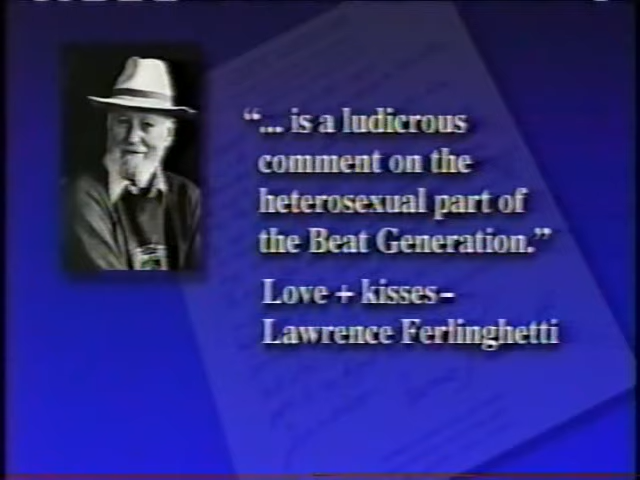 “... is a ludicrous
comment on the
heterosexual part of
the Beat Generation.”
Love + kisses–
Lawrence Ferlinghetti